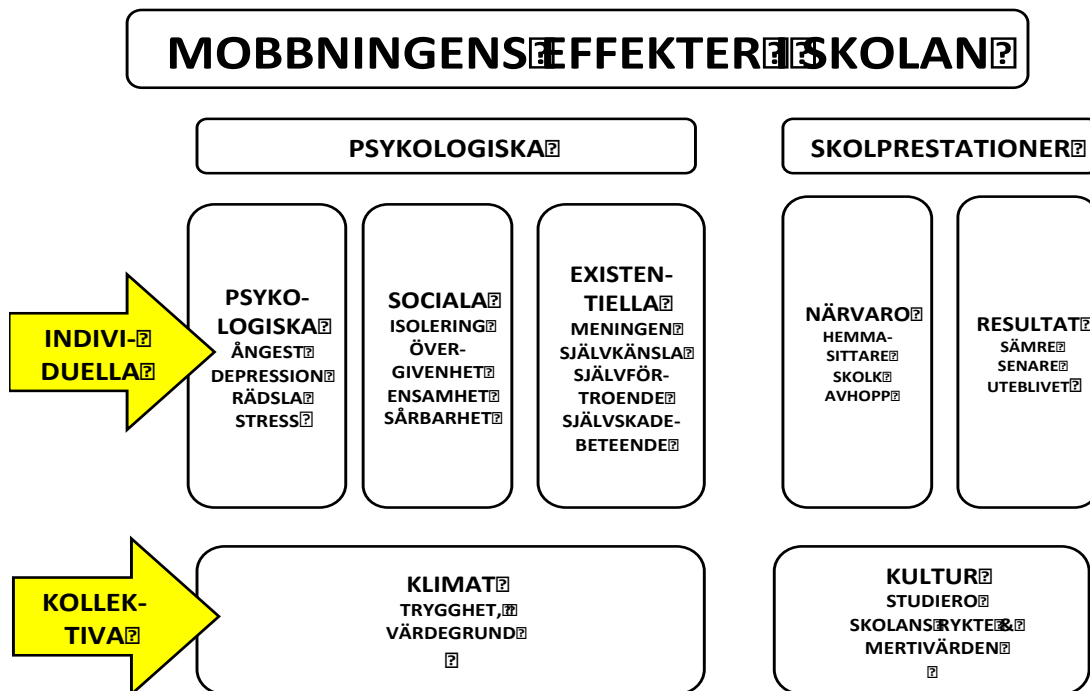 MOBBNINGENS EFFEKTER I SKOLAN
PSYKOLOGISKA
SKOLPRESTATIONER
INDIVI-
DUELLA
PSYKO-
LOGISKA
ÅNGEST
DEPRESSION
RÄDSLA
STRESS
SOCIALA
ISOLERING
ÖVER-
GIVENHET
ENSAMHET
SÅRBARHET
EXISTEN-
TIELLA
MENINGEN
SJÄLVKÄNSLA
SJÄLVFÖR-
TROENDE
SJÄLVSKADE-
BETEENDE
NÄRVARO
HEMMA-
SITTARE
SKOLK
AVHOPP
RESULTAT
SÄMRE
SENARE
UTEBLIVET
KOLLEK-
TIVA
KLIMAT
TRYGGHET,
VÄRDEGRUND
KULTUR
STUDIERO
SKOLANS RYKTE &
MERTIVÄRDEN